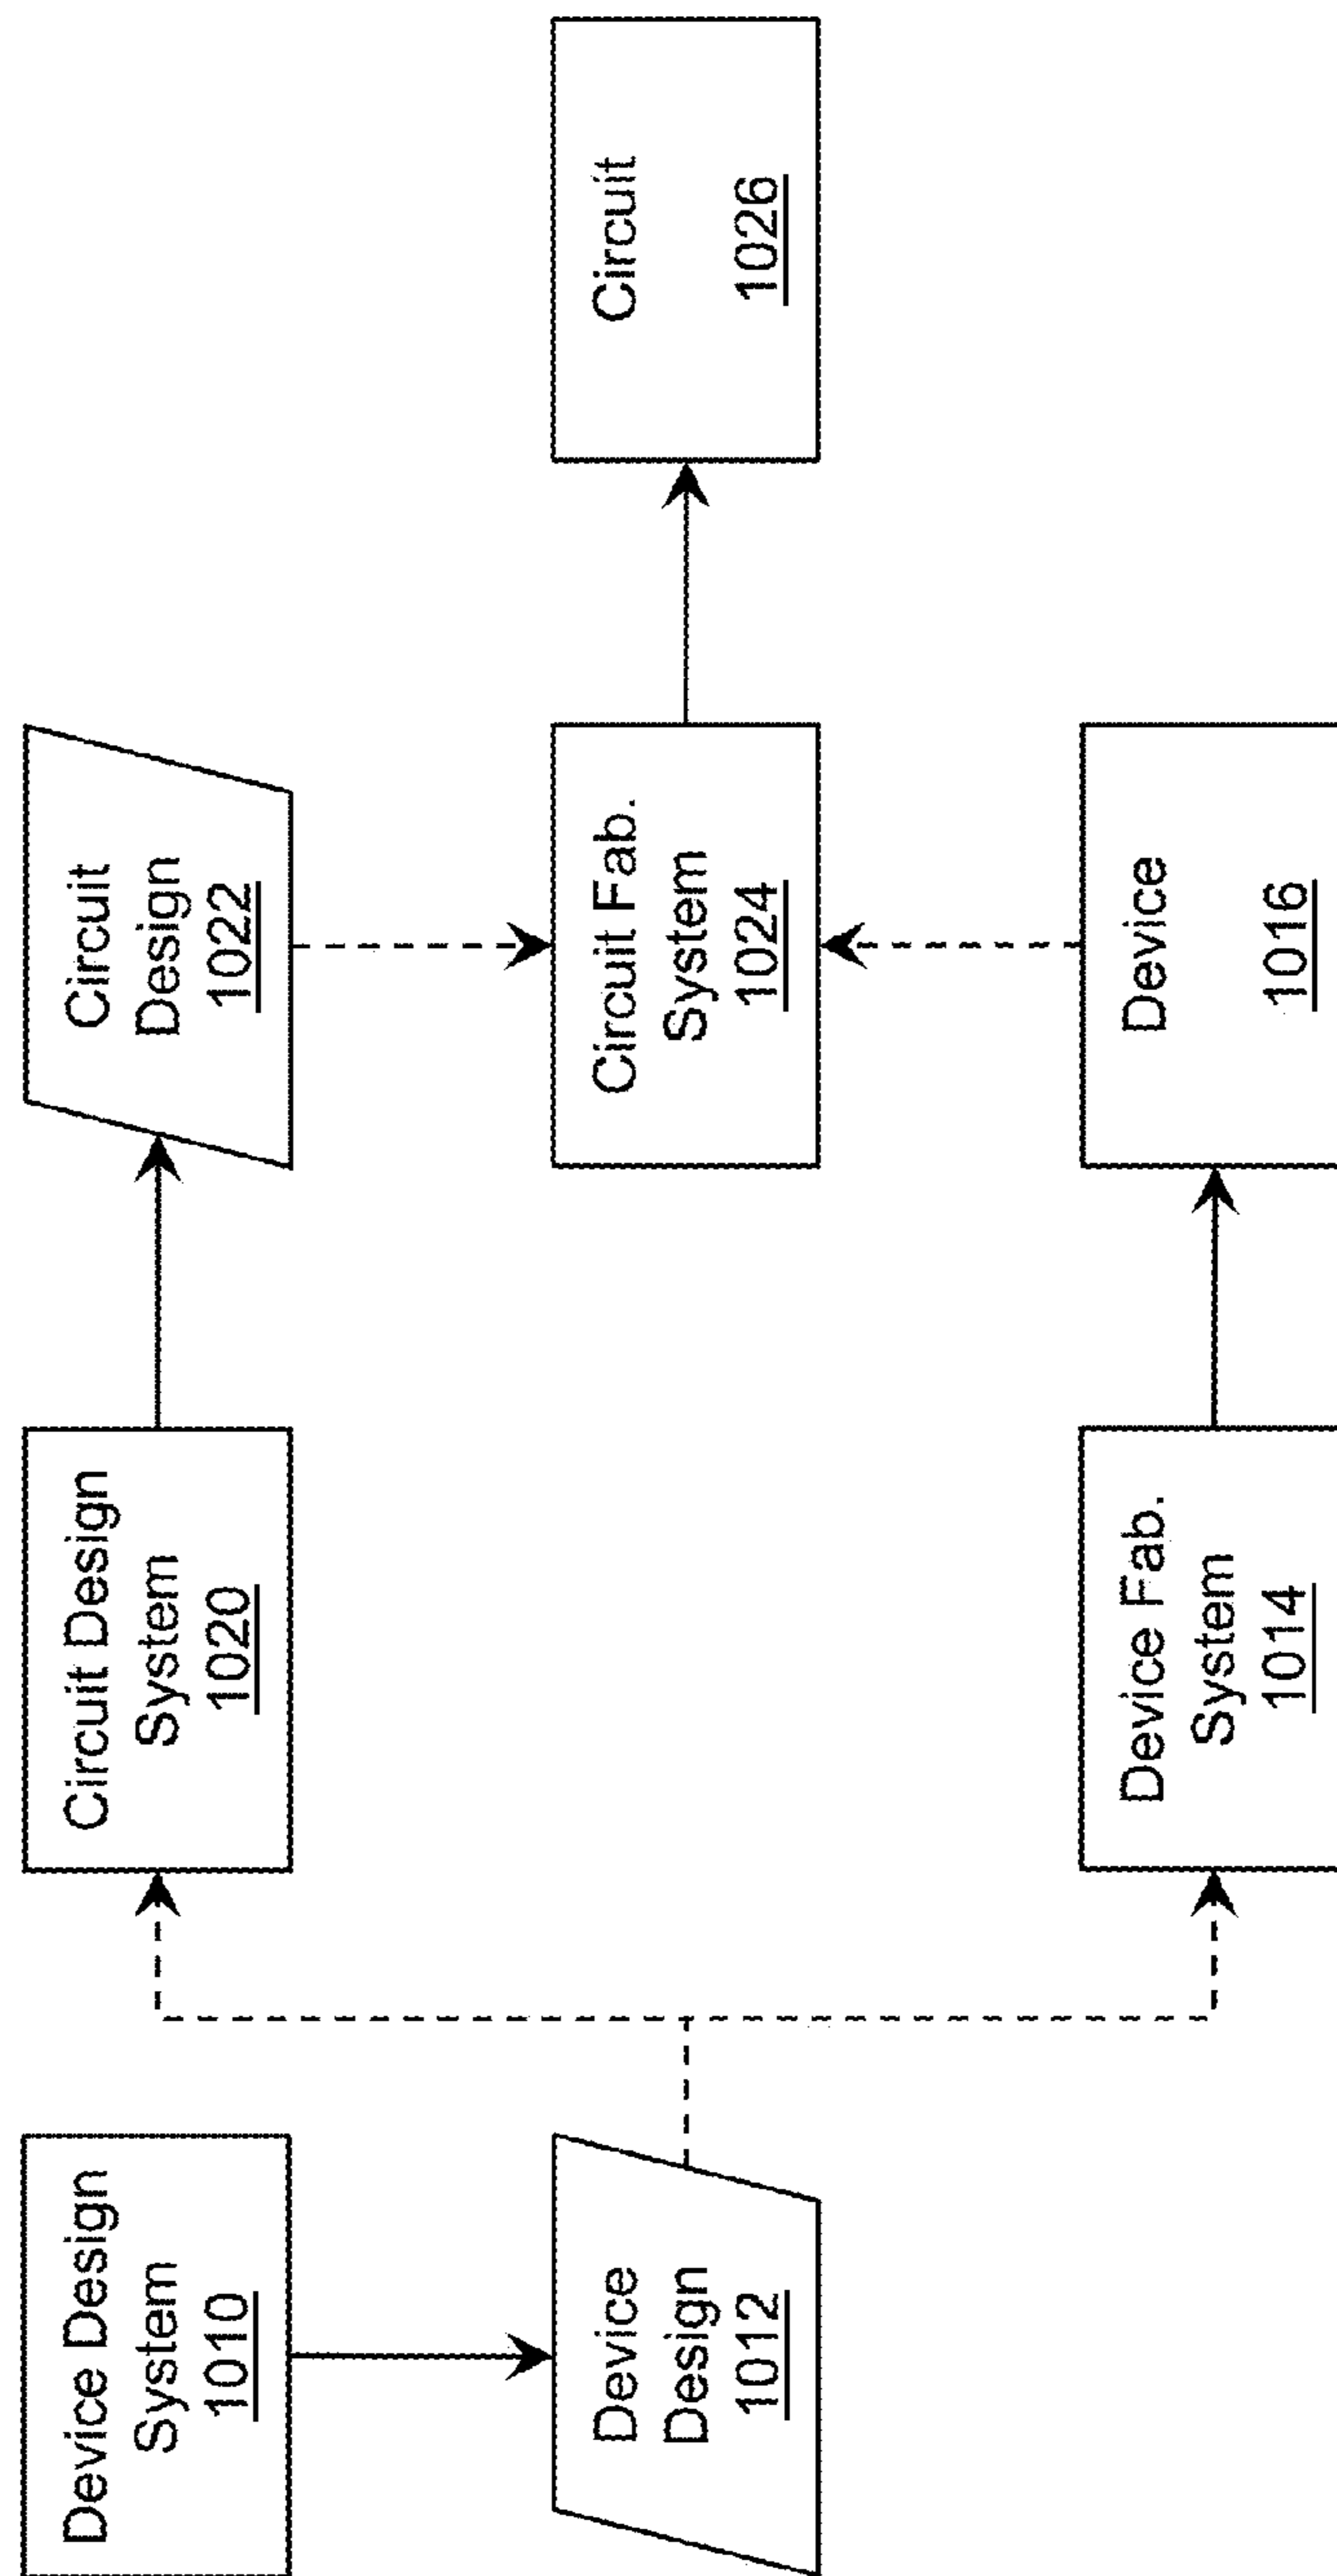 Device Design
System
1010
Device
Design
1012
Circuit Design
System
1020
Device Fab.
System
1014
Circuit
Design
1022
Circuit Fab.
System
1024
Device
1016
Circuit
1026